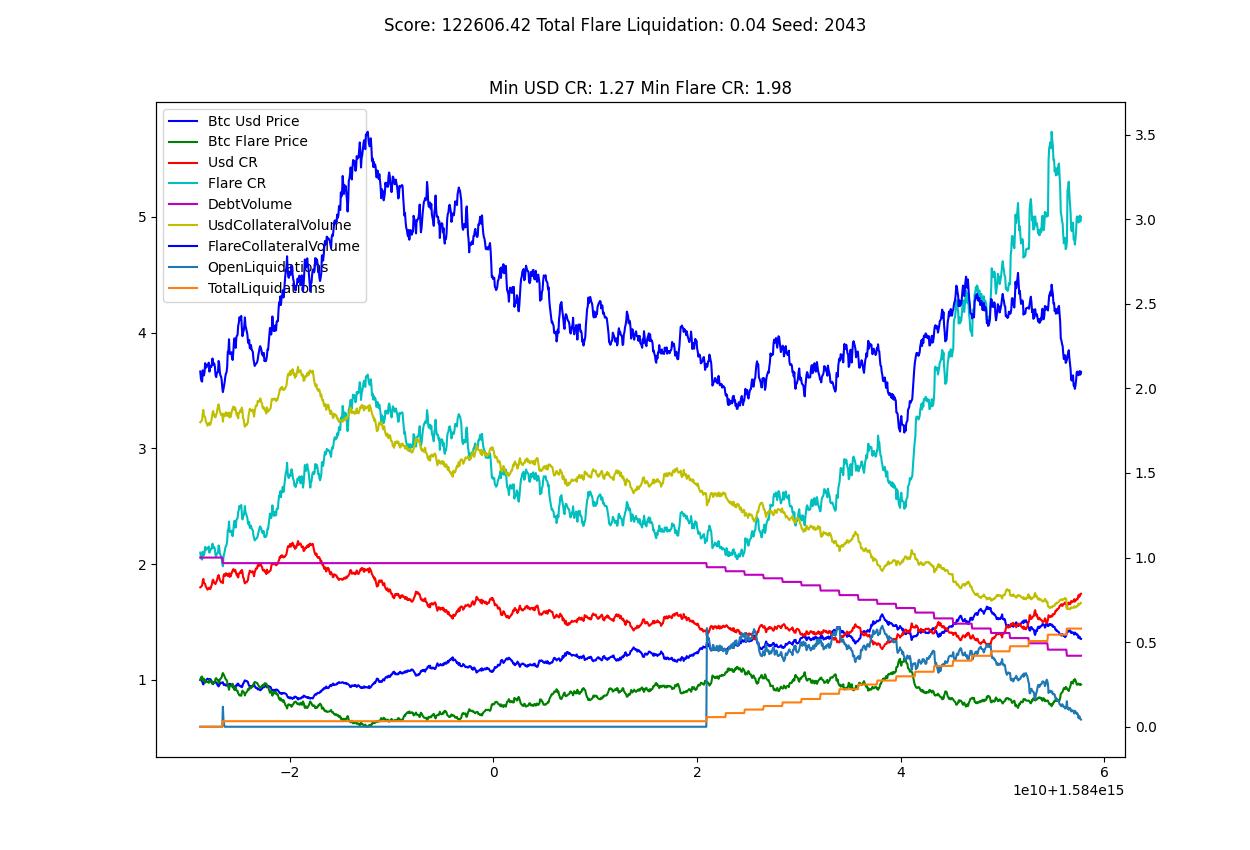 Score: 122606.42 Total Flare Liquidation: 0.04 Seed: 2043
Min USD CR: 1.27 Min Flare CR: 1.98
Btc Usd Price
Btc Flare Price
Usd CR
Flare CR
DebtVolume
UsdCollateralVolume
FlareCollateralVolume
OpenLiquidations
TotalLiquidations
5
4
3
2
1
3.5
3.0
2.5
2.0
1.5
1.0
0.5
0.0
−2
0
2
4
6
1e10+1.584e15